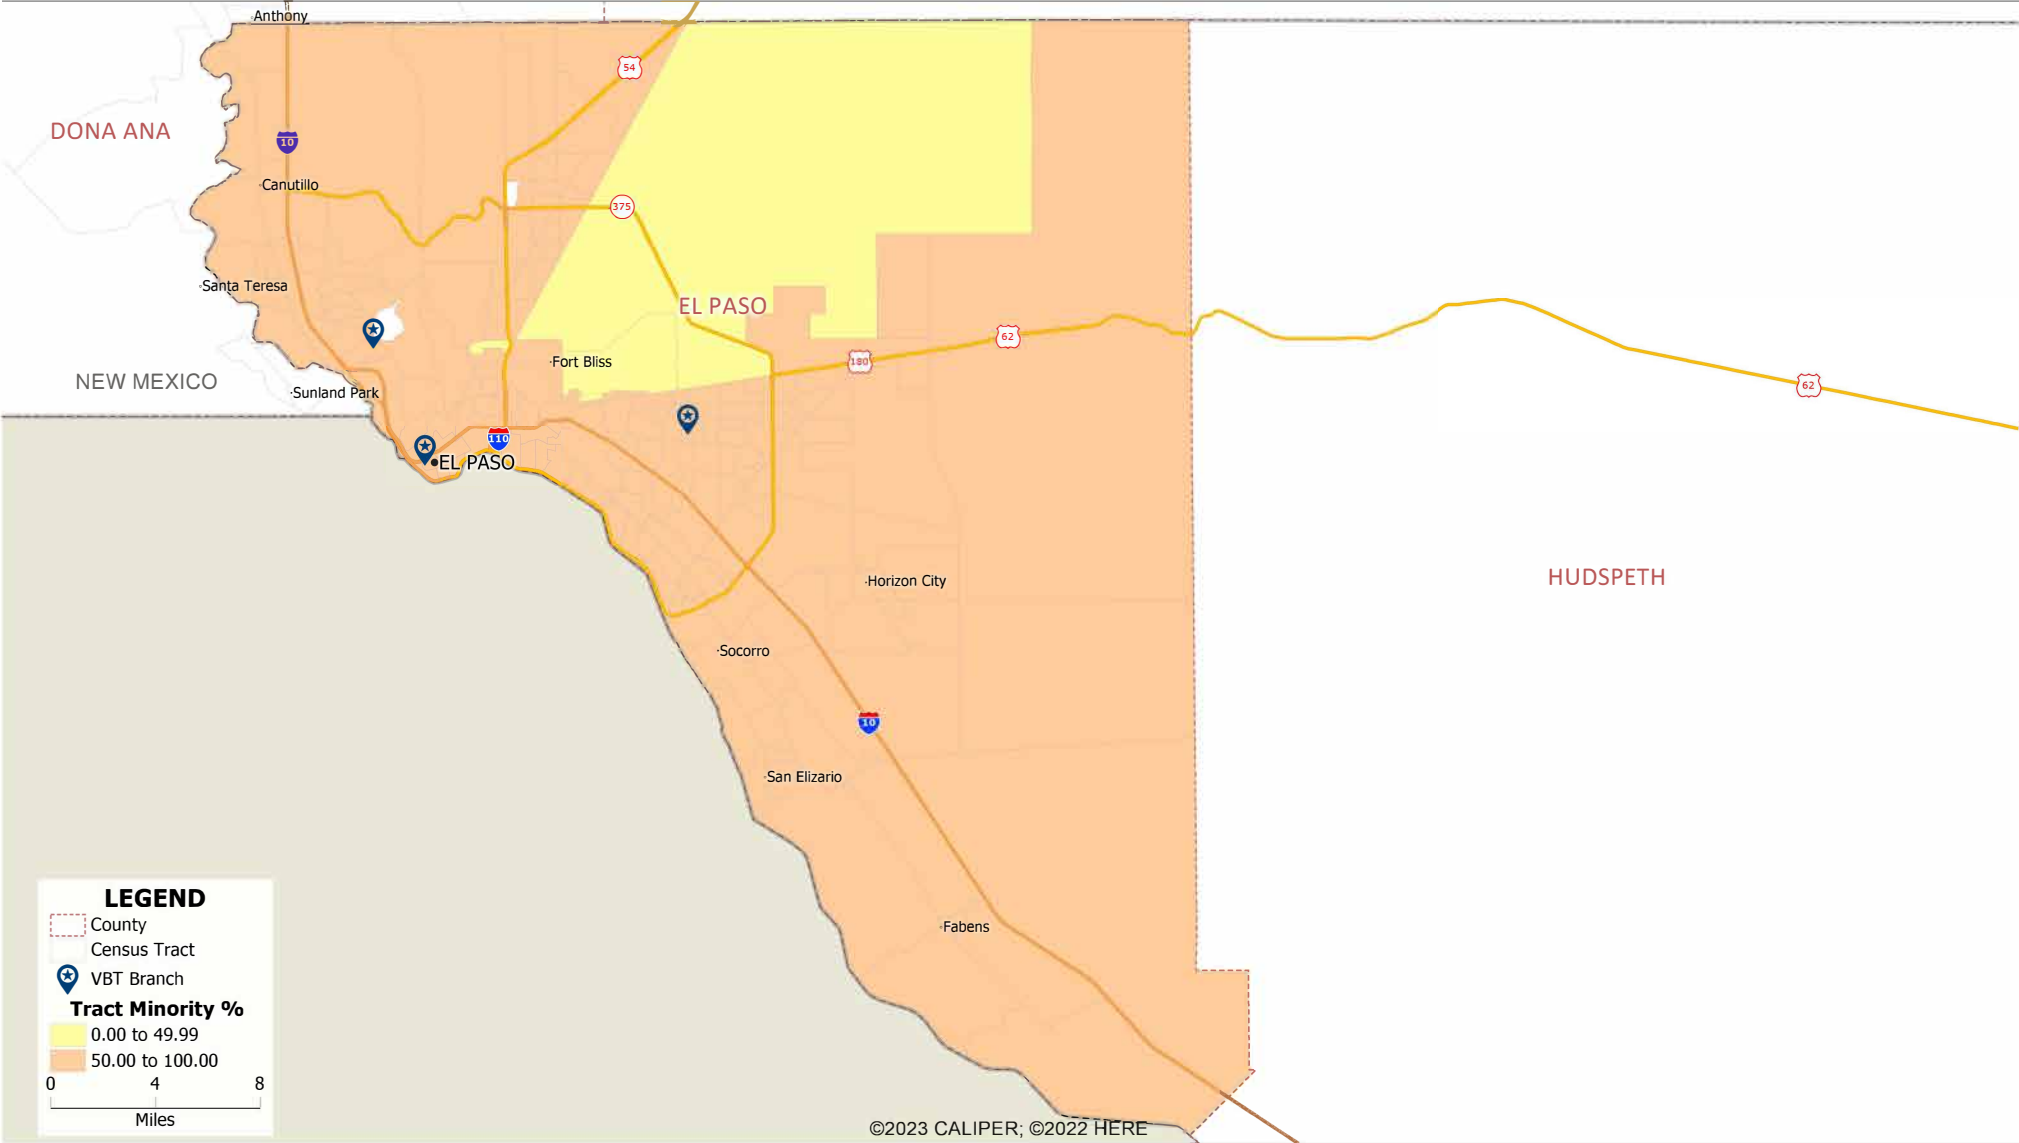 Anthony
54
DONA ANA
10
Canutillo
375
Santa Teresa
EL PASO
62
180
Fort Bliss
NEW MEXICO
Sunland Park
62
110
EL PASO
HUDSPETH
Horizon City
Socorro
10
San Elizario
Fabens
LEGEND
County
Census Tract
VBT Branch
Tract Minority %
0.00 to 49.99
50.00 to 100.00
0 4 8
Miles
©2023 CALIPER; ©2022 HERE